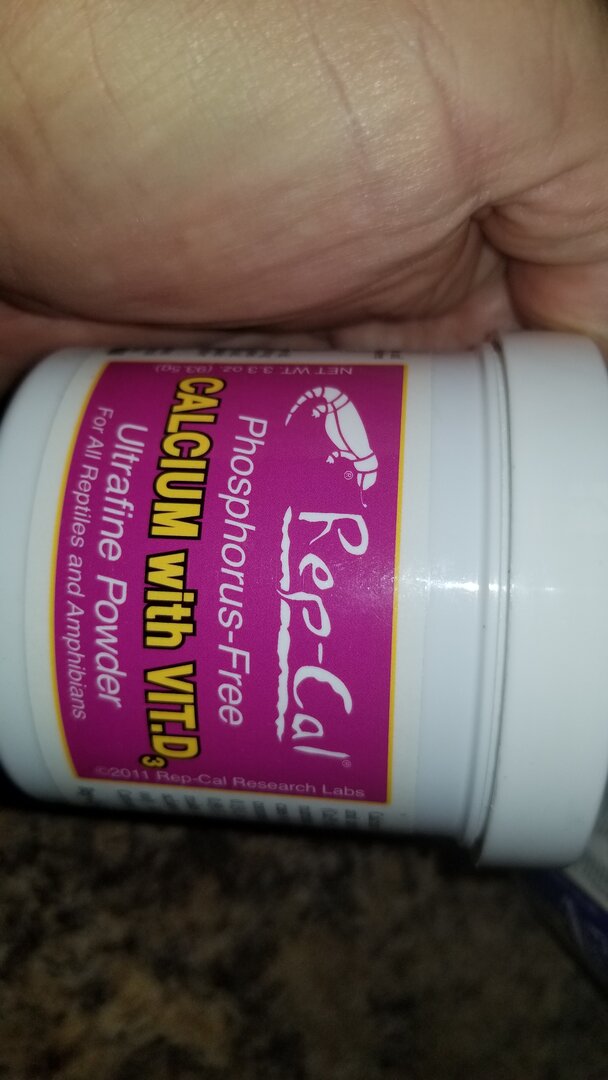 Rep-Cal®
®
Phosphorus-Free
CALCIUM with VIT.D3
Ultrafine Powder
For All Reptiles and Amphibians
NET WT. 3.3 oz. (93.5g)
©2011 Rep-Cal Research Labs